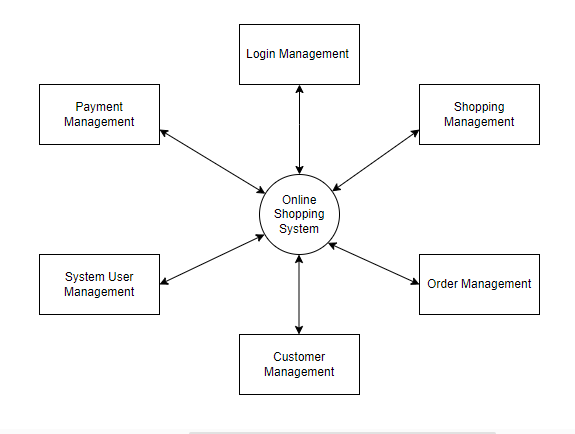 Login Management
Payment
Management
Shopping
Management
Online
Shopping
System
System User
Management
Order Management
Customer
Management